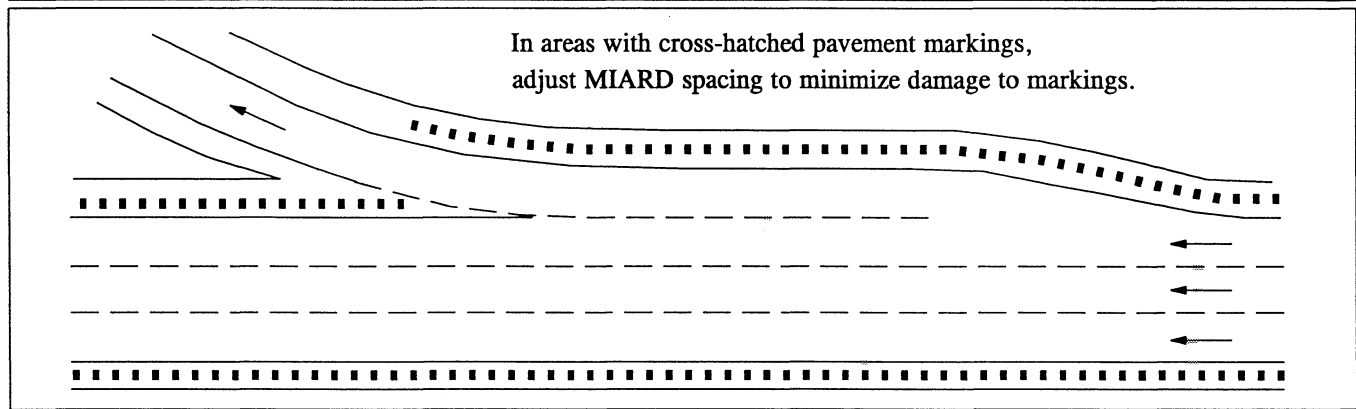 In areas with cross-hatched pavement markings,
adjust MIARD spacing to minimize damage to markings.